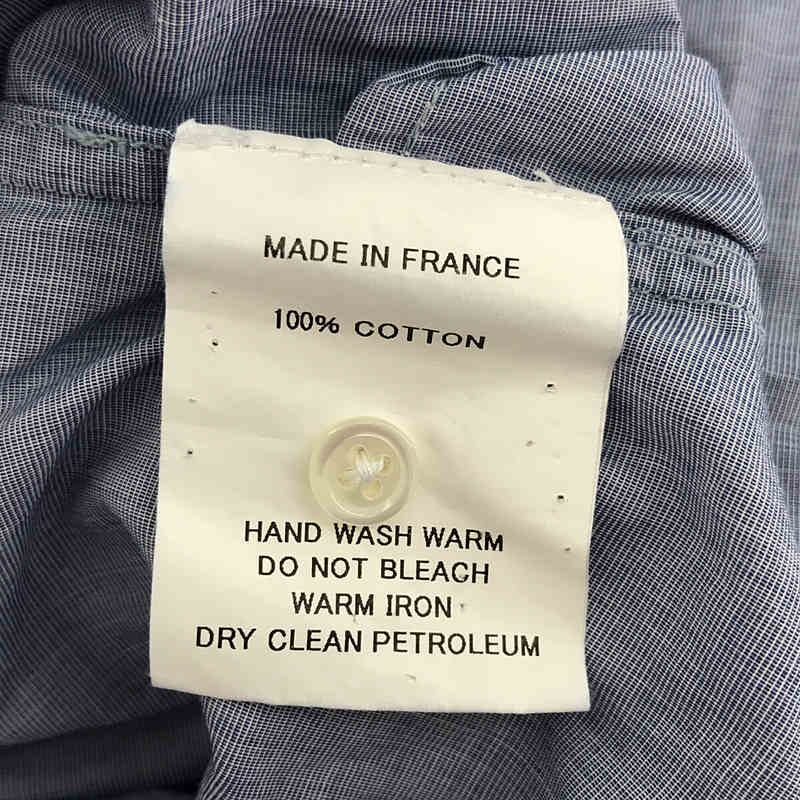 MADE IN FRANCE
100% COTTON
HAND WASH WARM
DO NOT BLEACH
WARM IRON
DRY CLEAN PETROLEUM